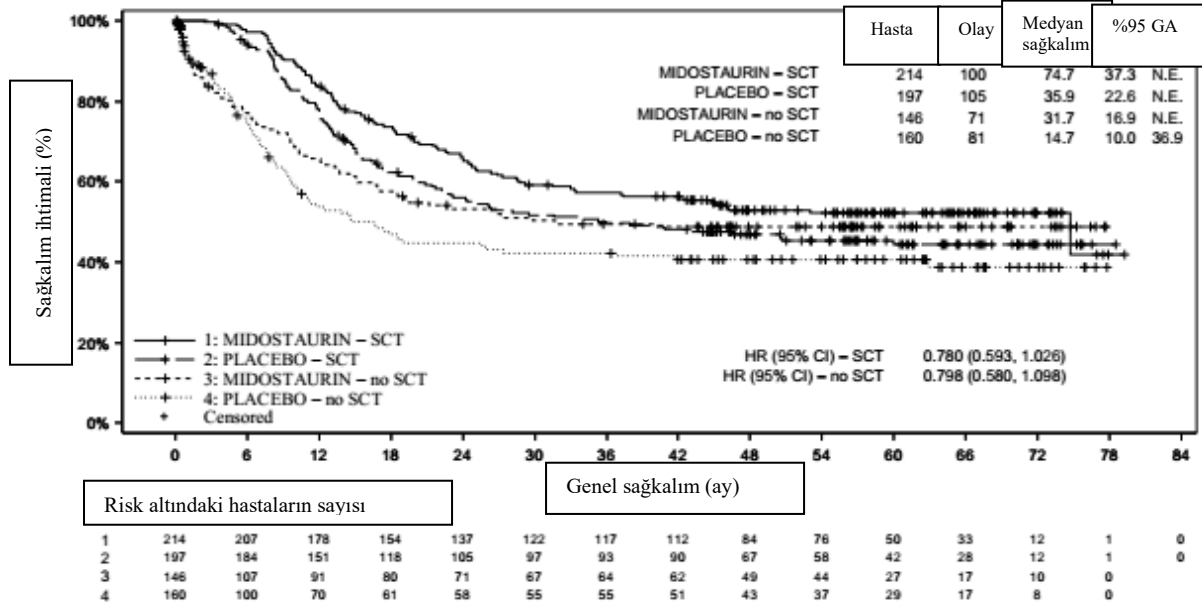 Hasta Olay Medyan sağkalım %95 GA
MIDOSTAURIN – SCT 214 100 74.7 37.3 N.E.
PLACEBO – SCT 197 105 35.9 22.6 N.E.
MIDOSTAURIN – no SCT 146 71 31.7 16.9 N.E.
PLACEBO – no SCT 160 81 14.7 10.0 36.9
Sağkalım ihtimali (%)
100%
80%
60%
40%
20%
0%
1: MIDOSTAURIN – SCT
2: PLACEBO – SCT
3: MIDOSTAURIN – no SCT
4: PLACEBO – no SCT
Censored
HR (95% CI) – SCT 0.780 (0.593, 1.026)
HR (95% CI) – no SCT 0.798 (0.580, 1.098)
0 6 12 18 24 30 36 42 48 54 60 66 72 78 84
Genel sağkalım (ay)
Risk altındaki hastaların sayısı
1 214 207 178 154 137 122 117 112 84 76 50 33 12 1 0
2 197 184 151 118 105 97 93 90 67 58 42 28 12 1 0
3 146 107 91 80 71 67 64 62 49 44 27 17 10 0
4 160 100 70 61 58 55 55 51 43 37 29 17 8 0